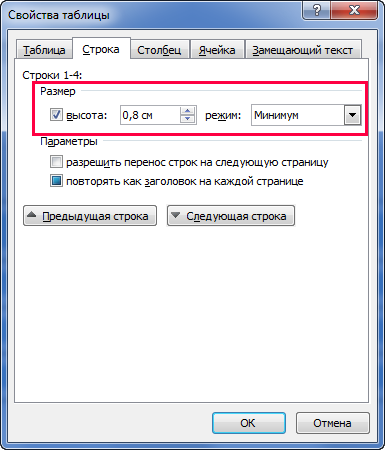 Свойства таблицы
Таблица Строка Столбец Ячейка Замещающий текст
Строки 1-4:
Размер
высота: 0,8 см режим: Минимум
Параметры
разрешить перенос строк на следующую страницу
повторять как заголовок на каждой странице
Предыдущая строка Следующая строка
ОК Отмена